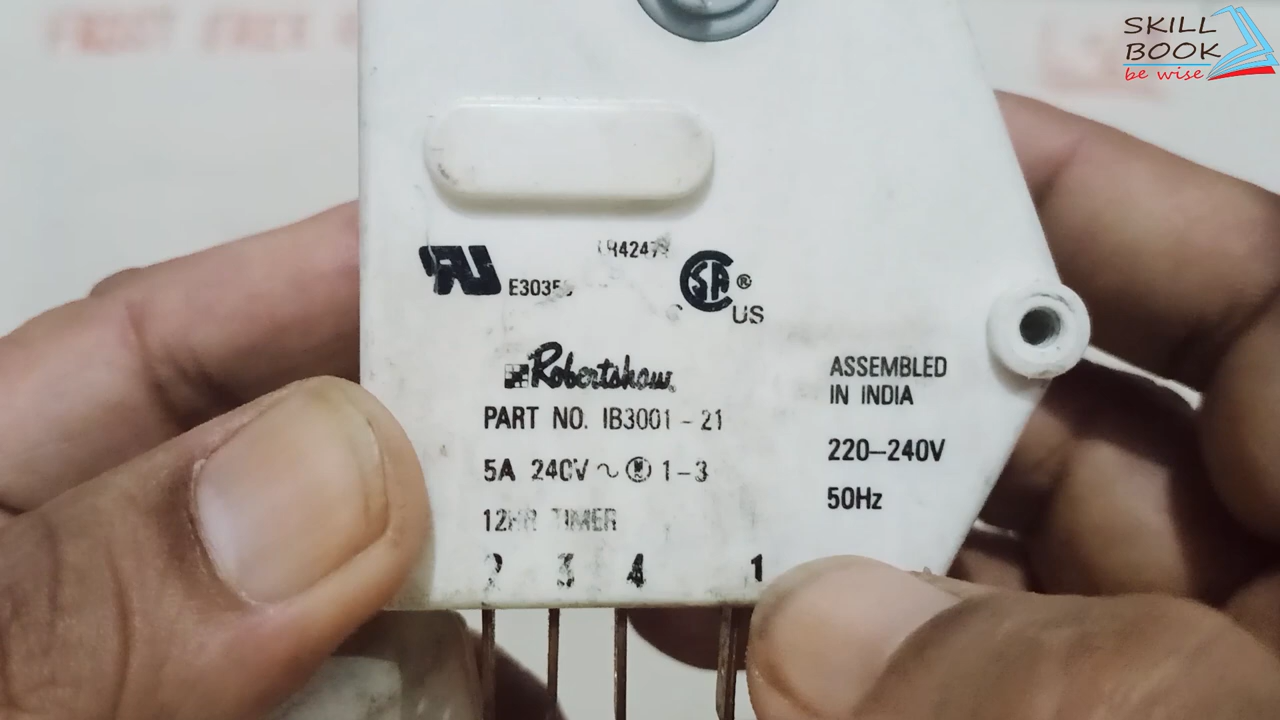 SKILL
BOOK
be wise
ASSEMBLED
IN INDIA
220-240V
50Hz
US
Robertshaw
PART NO. IB3001-21
5A 240V ~ M 1-3
12HR TIMER
2 3 4 1